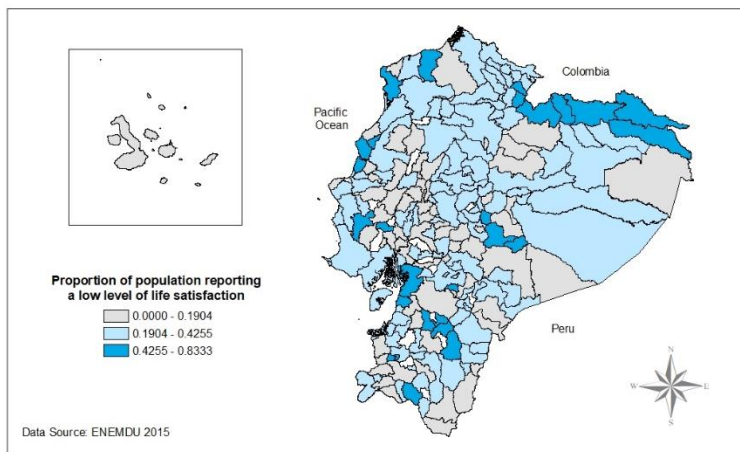 Colombia
Pacific
Ocean
Proportion of population reporting
a low level of life satisfaction
0.0000 - 0.1904
0.1904 - 0.4255
0.4255 - 0.8333
Peru
N
W E
S
Data Source: ENEMDU 2015